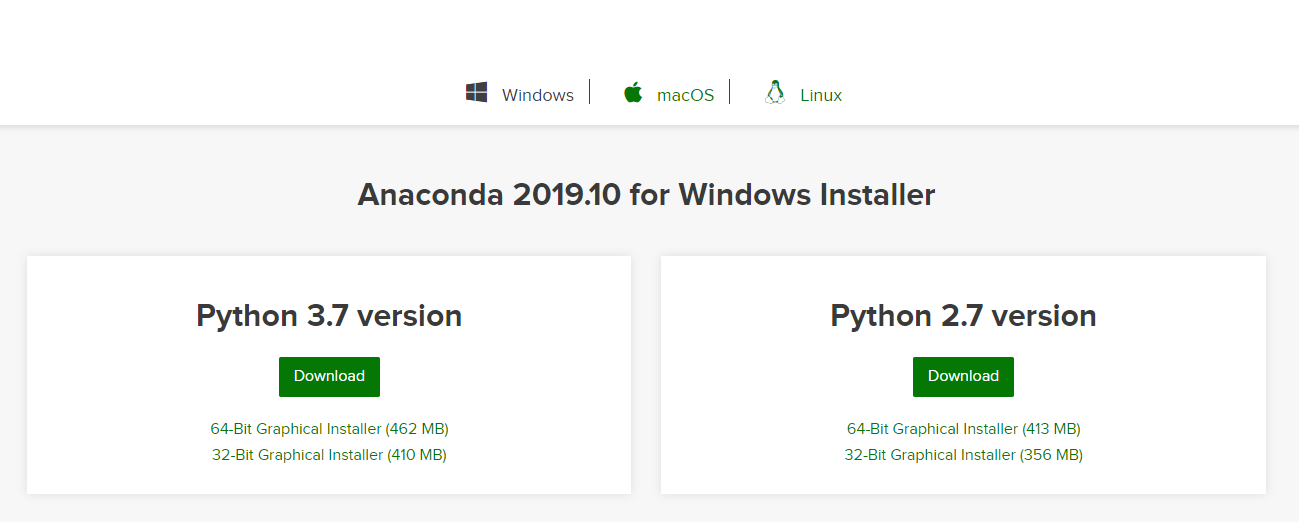 Windows macOS Linux
Anaconda 2019.10 for Windows Installer
Python 3.7 version
Download
64-Bit Graphical Installer (462 MB)
32-Bit Graphical Installer (410 MB)
Python 2.7 version
Download
64-Bit Graphical Installer (413 MB)
32-Bit Graphical Installer (356 MB)